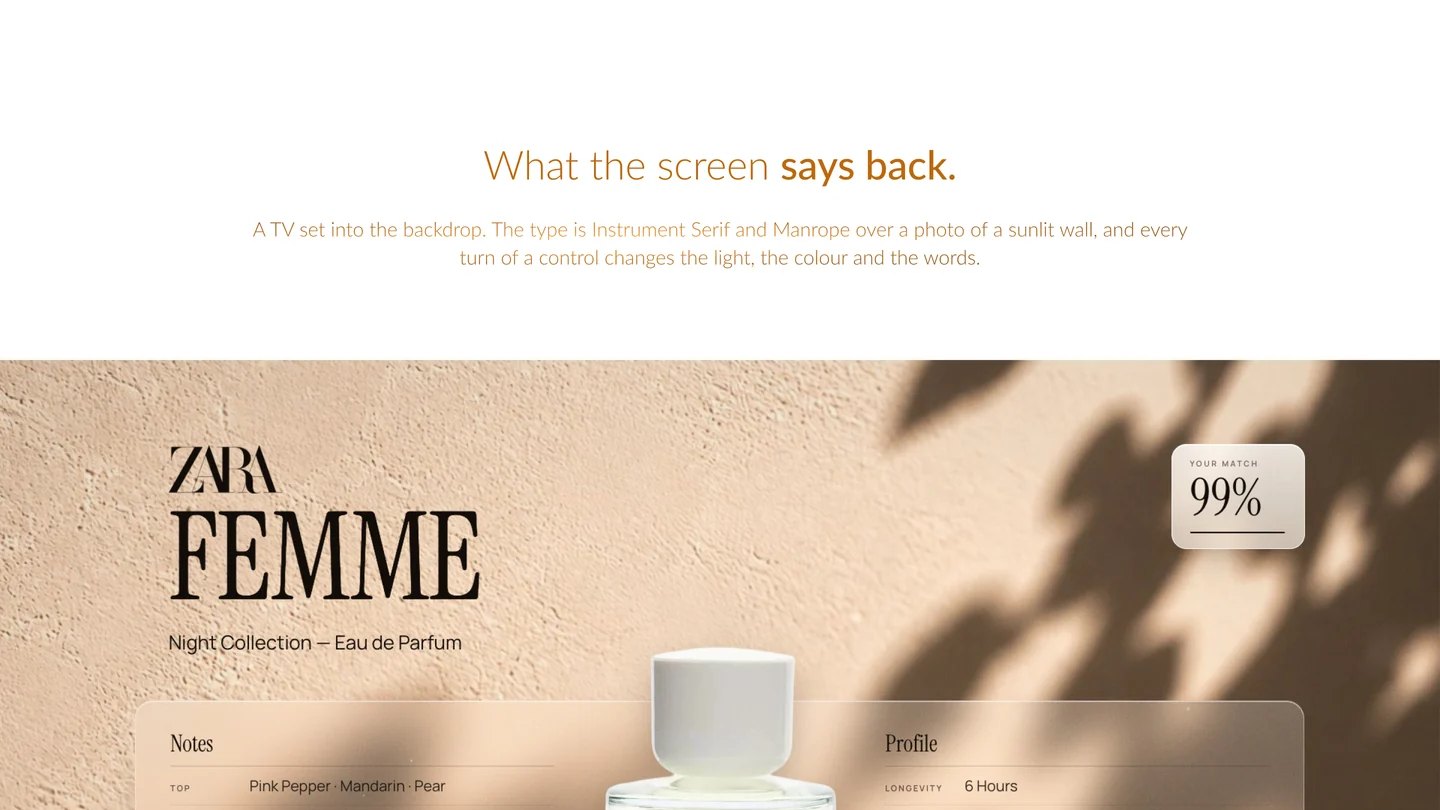 What the screen says back.
A TV set into the backdrop. The type is Instrument Serif and Manrope over a photo of a sunlit wall, and every
turn of a control changes the light, the colour and the words.
ZARA
FEMME
Night Collection — Eau de Parfum
YOUR MATCH
99%
Notes
TOP Pink Pepper · Mandarin · Pear
Profile
LONGEVITY 6 Hours